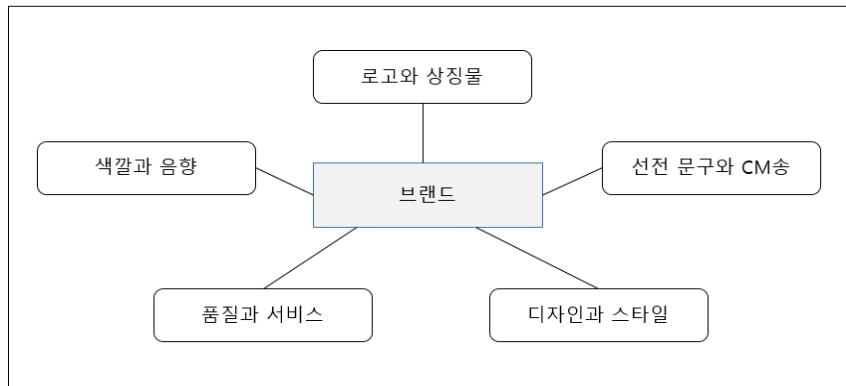 로고와 상징물
색깔과 음향
선전 문구와 CM송
브랜드
품질과 서비스
디자인과 스타일